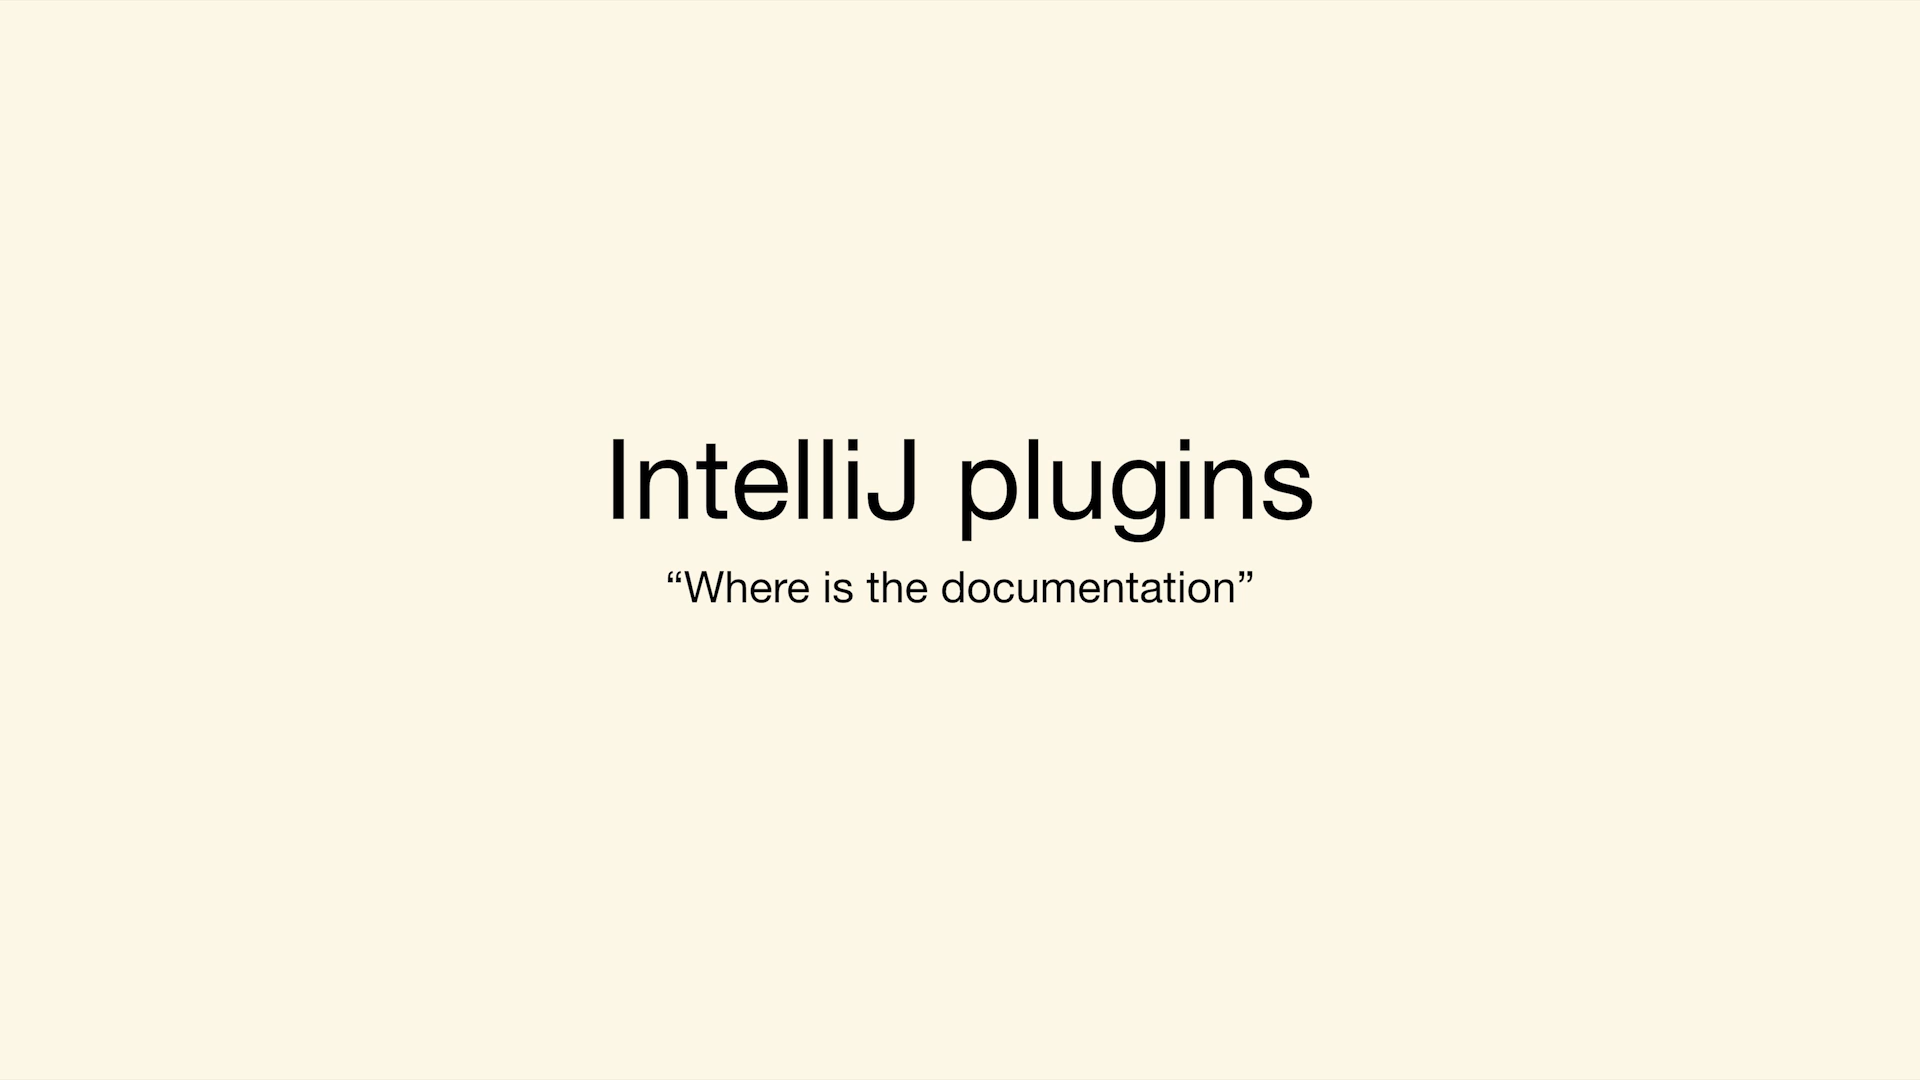 IntelliJ plugins
“Where is the documentation”